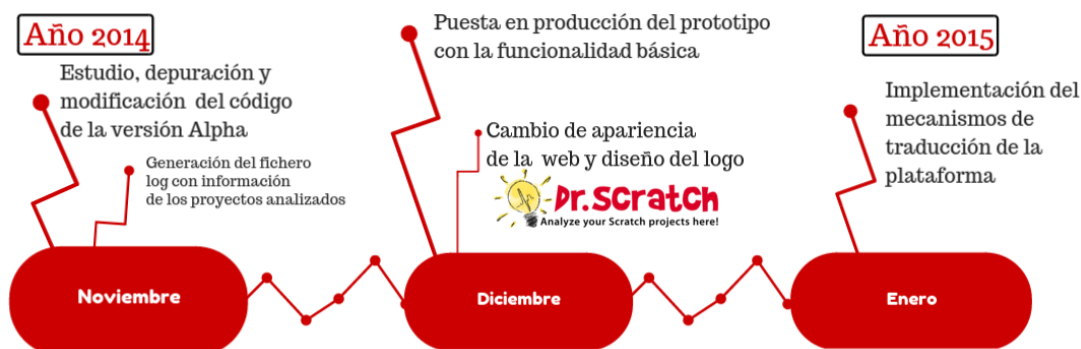 Año 2014
Estudio, depuración y
modificación del código
de la versión Alpha
Generación del fichero
log con información
de los proyectos analizados
Noviembre
Puesta en producción del prototipo
con la funcionalidad básica
Cambio de apariencia
de la web y diseño del logo
Dr.Scratch
Analyze your Scratch projects here!
Diciembre
Año 2015
Implementación del
mecanismos de
traducción de la
plataforma
Enero